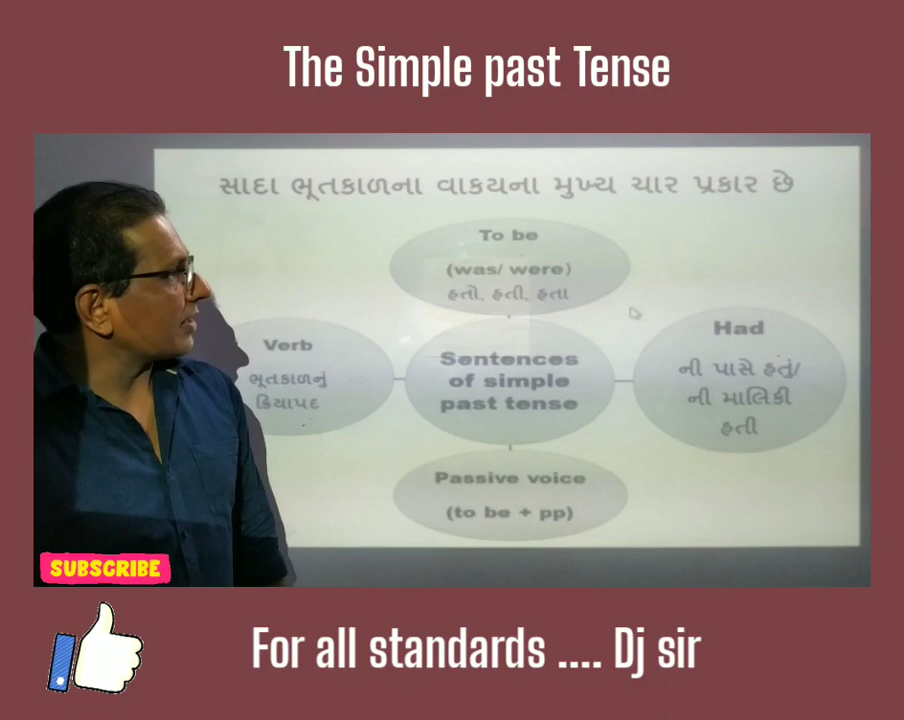 The Simple past Tense
સાદા ભૂતકાળના વાકયના મુખ્ય ચાર પ્રકાર છે
To be
(was/ were)
હતો, હતી, હતા
Verb
ભૂતકાળનું
ક્રિયાપદ
Sentences
of simple
past tense
Had
ની પાસે હતું/
ની માલિકી
હતી
Passive voice
(to be + pp)
SUBSCRIBE
For all standards .... Dj sir